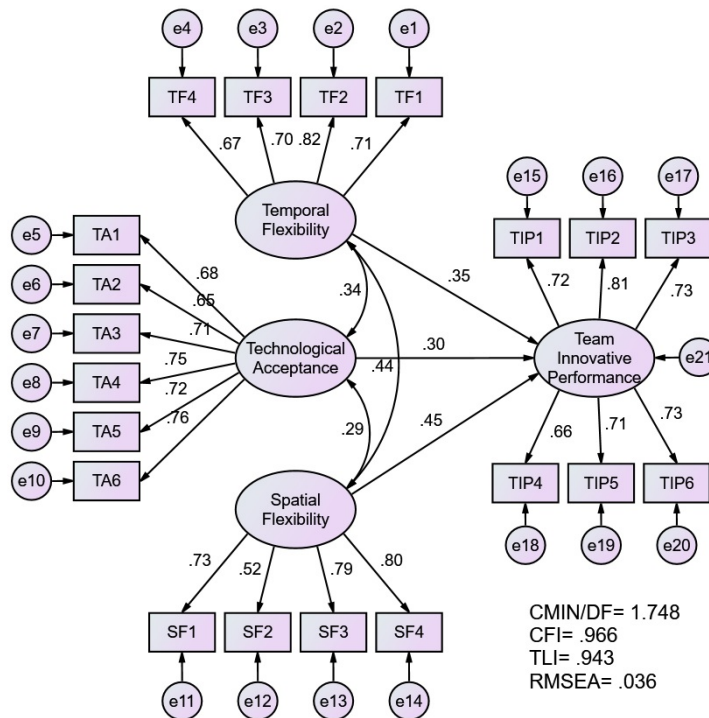 e4 e3 e2 e1
TF4 TF3 TF2 TF1
.67 .70 .82 .71
Temporal
Flexibility
e15 e16 e17
TIP1 TIP2 TIP3
.72 .81 .73
e5 TA1
e6 TA2
e7 TA3
e8 TA4
e9 TA5
e10 TA6
.68
.65
.71
.75
.72
.76
Technological
Acceptance
.34
.44
.29
.35
.30
.45
Team
Innovative
Performance
e21
.66 .71 .73
TIP4 TIP5 TIP6
e18 e19 e20
Spatial
Flexibility
.73 .52 .79 .80
SF1 SF2 SF3 SF4
e11 e12 e13 e14
CMIN/DF= 1.748
CFI= .966
TLI= .943
RMSEA= .036